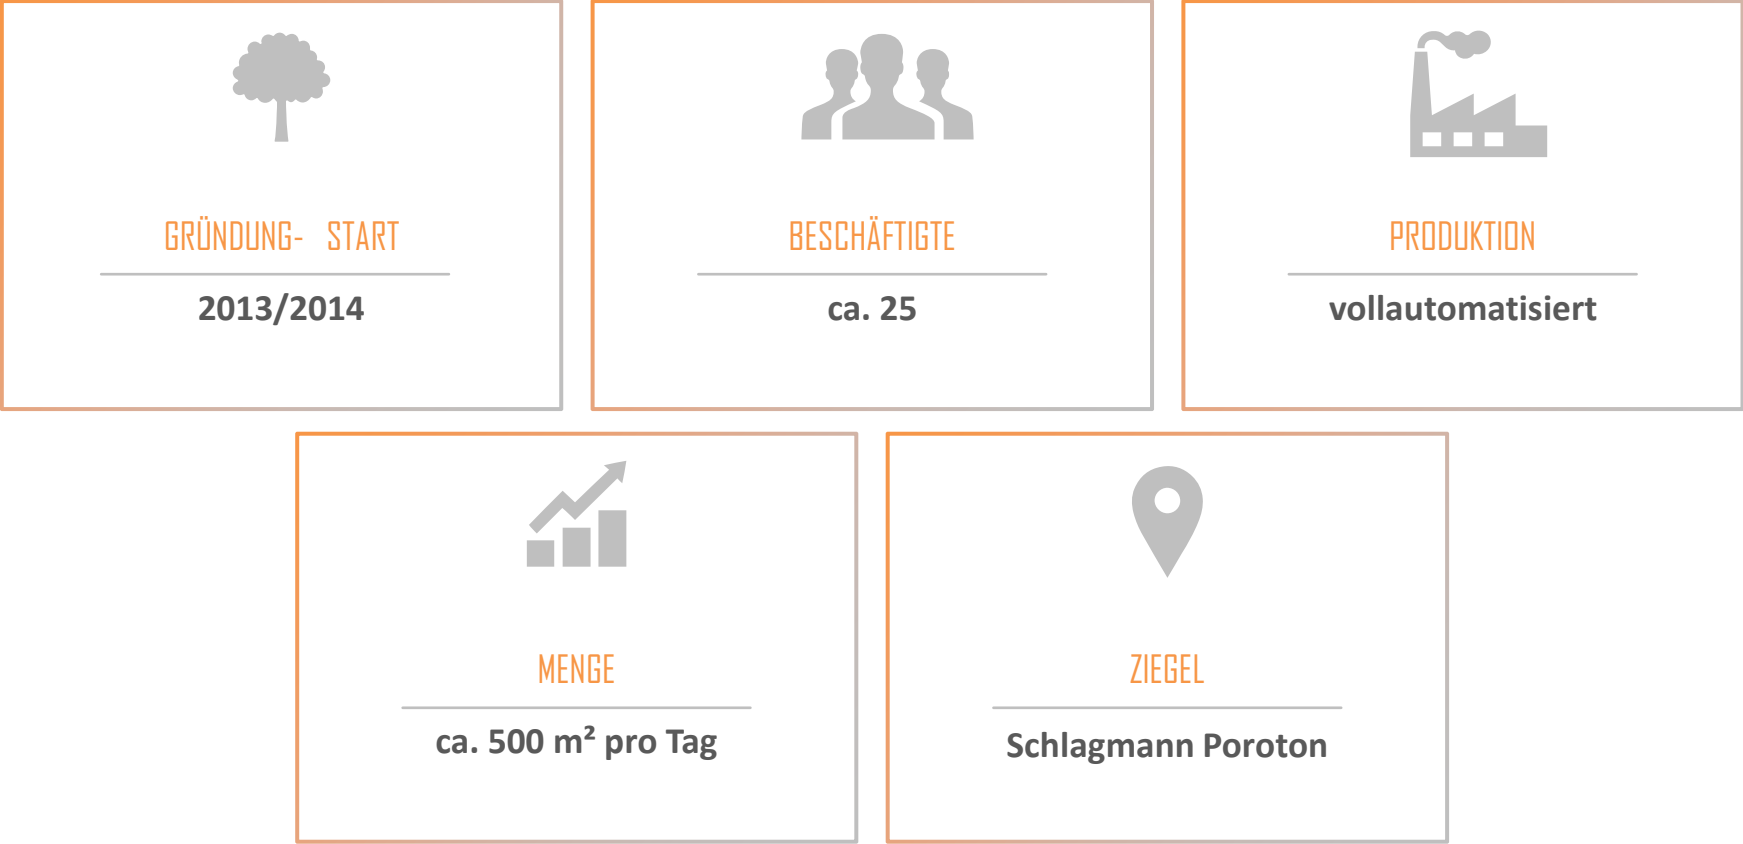 GRÜNDUNG- START
2013/2014
BESCHÄFTIGTE
ca. 25
PRODUKTION
vollautomatisiert
MENGE
ca. 500 m² pro Tag
ZIEGEL
Schlagmann Poroton